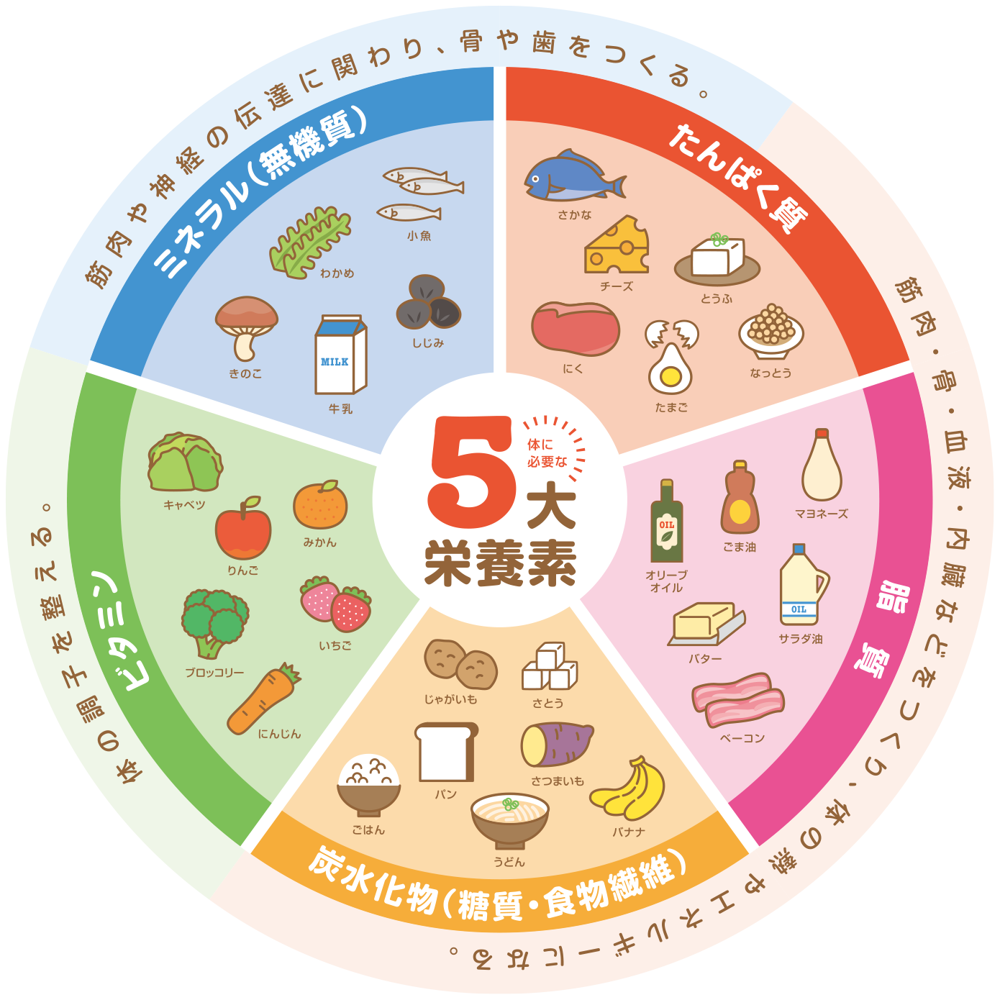 5
体に
必要な
大
栄養素
筋肉や神経の伝達に関わり、骨や歯をつくる。
筋肉・骨・血液・内臓などをつくり、体の熱やエネルギーになる。
体の調子を整える。
たんぱく質
さかな
チーズ
とうふ
にく
たまご
なっとう
脂質
マヨネーズ
ごま油
オリーブ
オイル
OIL
サラダ油
OIL
バター
ベーコン
炭水化物(糖質・食物繊維)
じゃがいも
さとう
パン
さつまいも
ごはん
うどん
バナナ
ビタミン
キャベツ
みかん
りんご
いちご
ブロッコリー
にんじん
ミネラル(無機質)
小魚
わかめ
しじみ
きのこ
MILK
牛乳